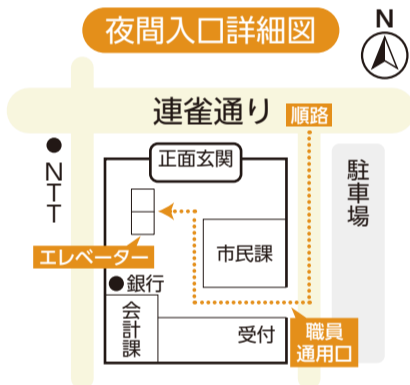 夜間入口詳細図
N
連雀通り
順路
正面玄関
NTT
駐車場
エレベーター
市民課
銀行
会計課
受付
職員
通用口